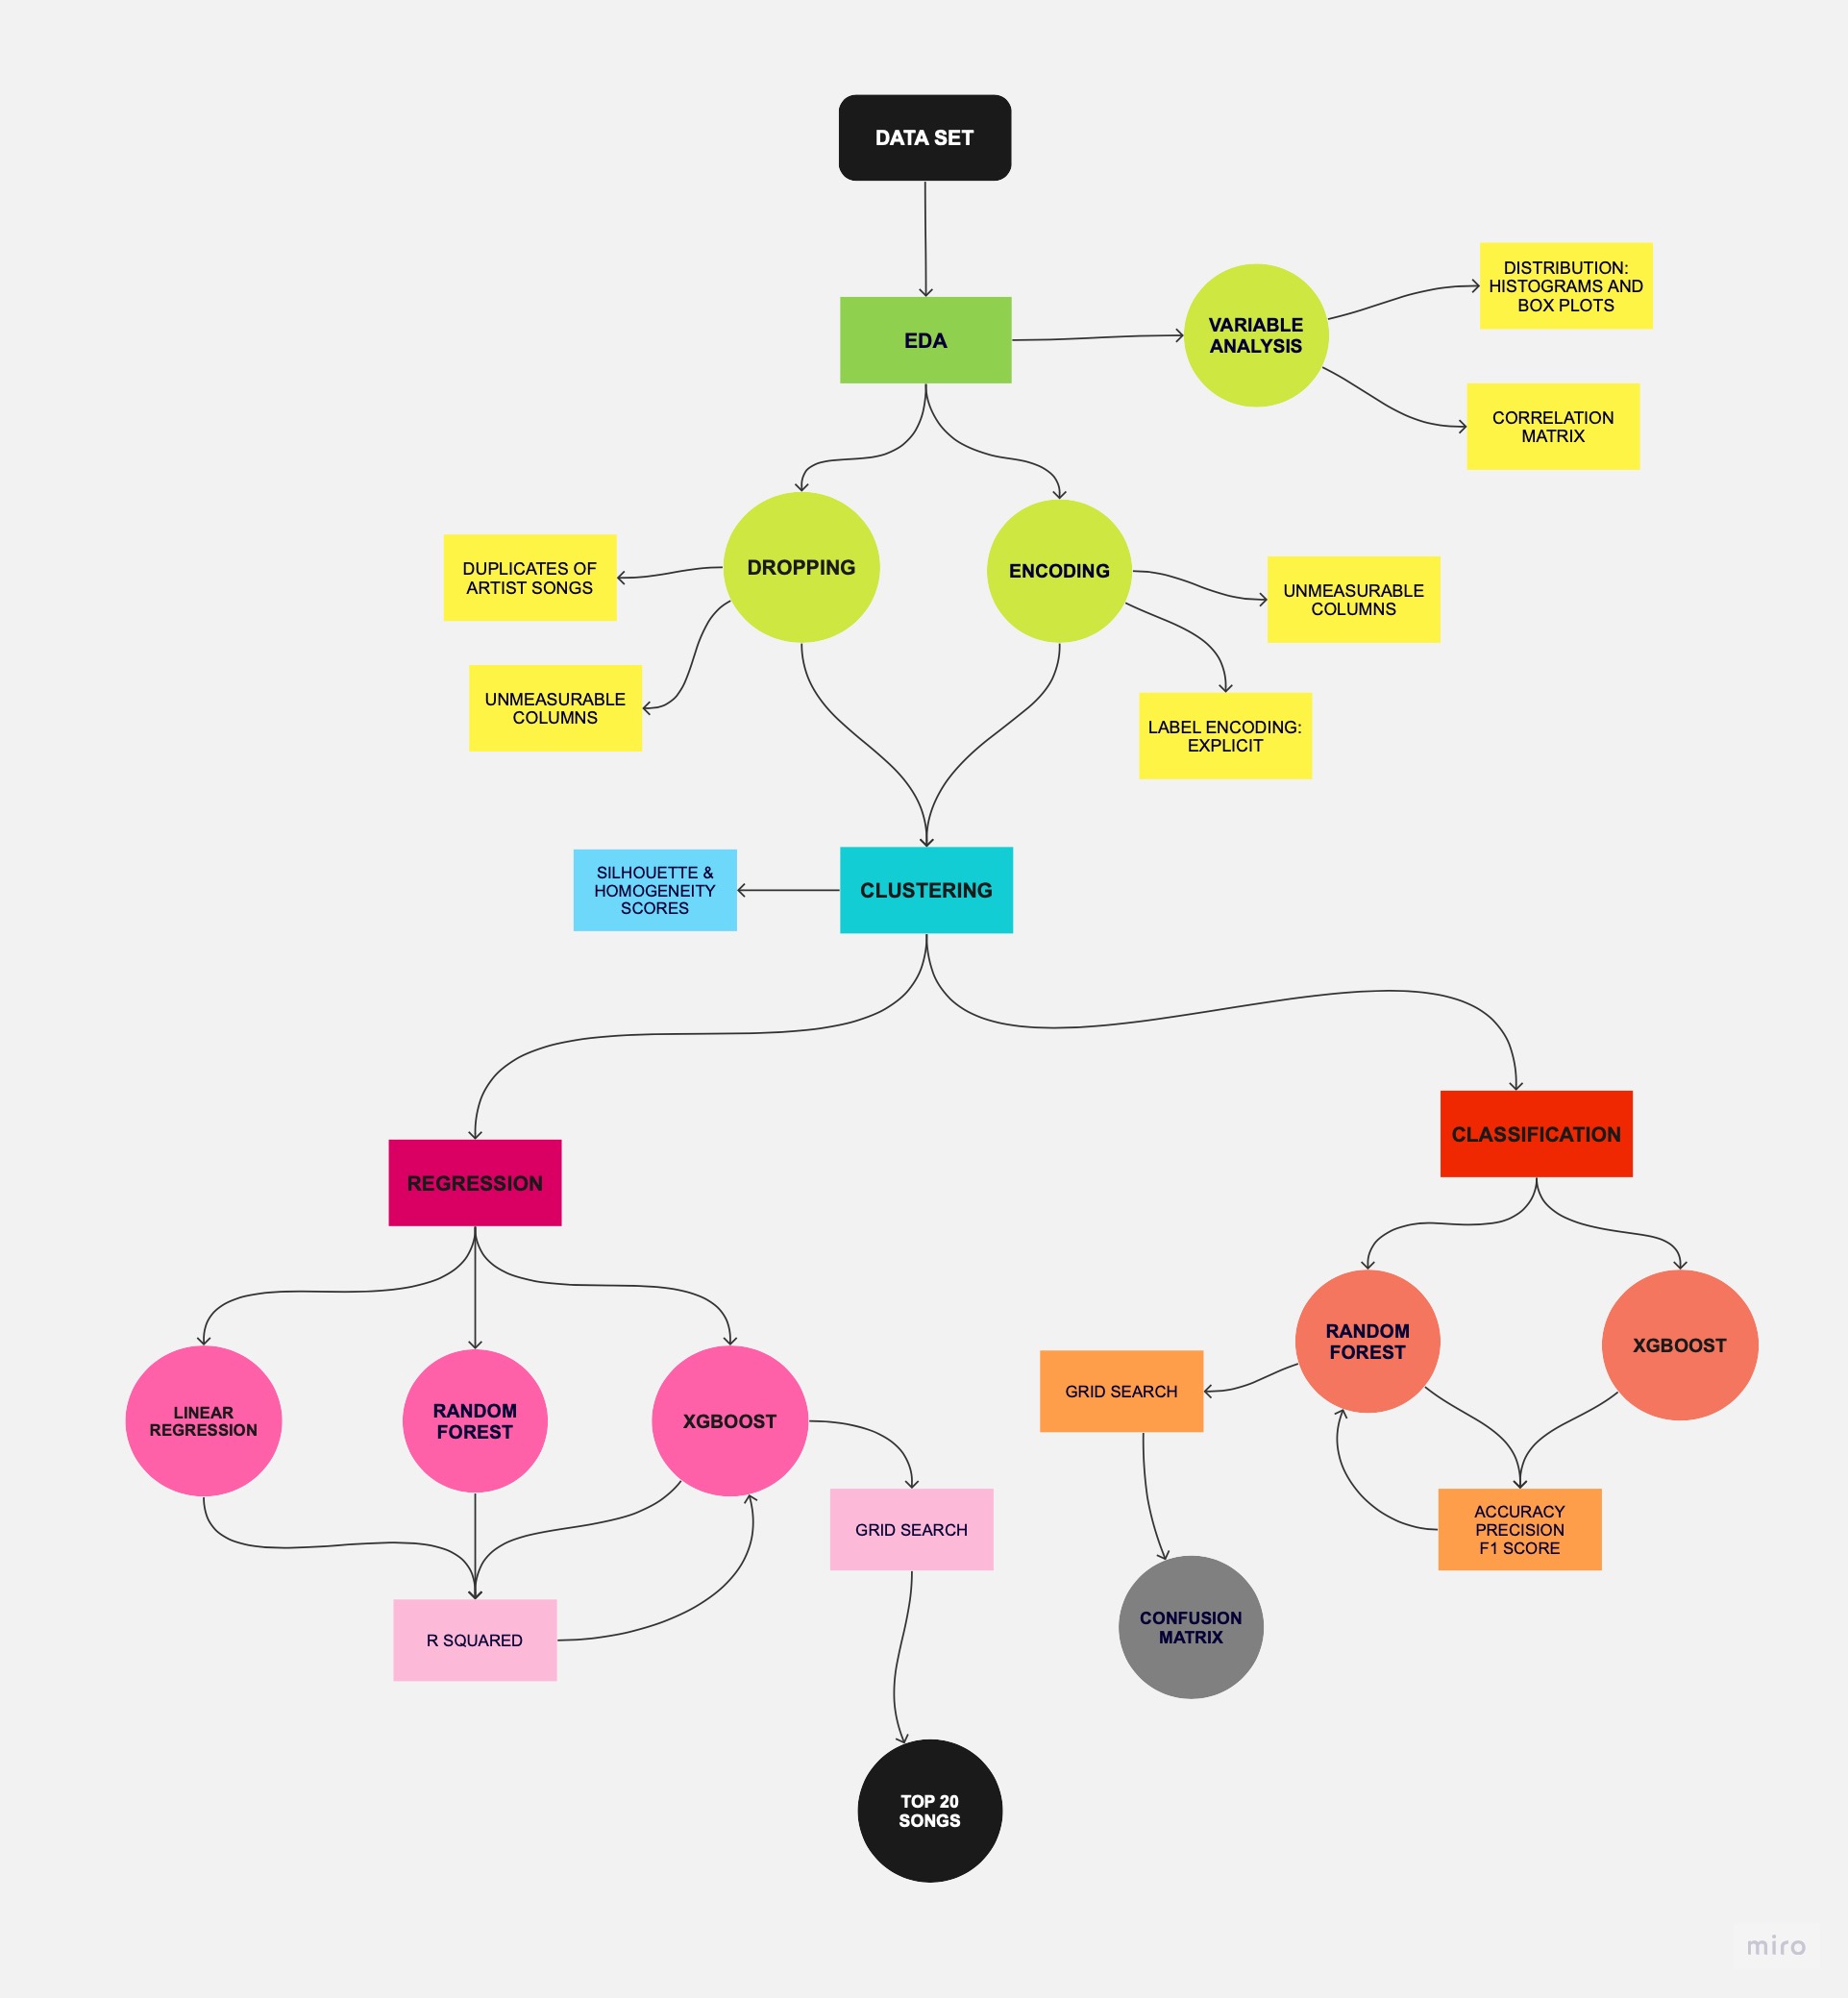 DATA SET
EDA
VARIABLE
ANALYSIS
DISTRIBUTION:
HISTOGRAMS AND
BOX PLOTS
CORRELATION
MATRIX
DROPPING
ENCODING
DUPLICATES OF
ARTIST SONGS
UNMEASURABLE
COLUMNS
UNMEASURABLE
COLUMNS
LABEL ENCODING:
EXPLICIT
SILHOUETTE &
HOMOGENEITY
SCORES
CLUSTERING
REGRESSION
CLASSIFICATION
LINEAR
REGRESSION
RANDOM
FOREST
XGBOOST
GRID SEARCH
R SQUARED
TOP 20
SONGS
RANDOM
FOREST
XGBOOST
GRID SEARCH
ACCURACY
PRECISION
F1 SCORE
CONFUSION
MATRIX
miro